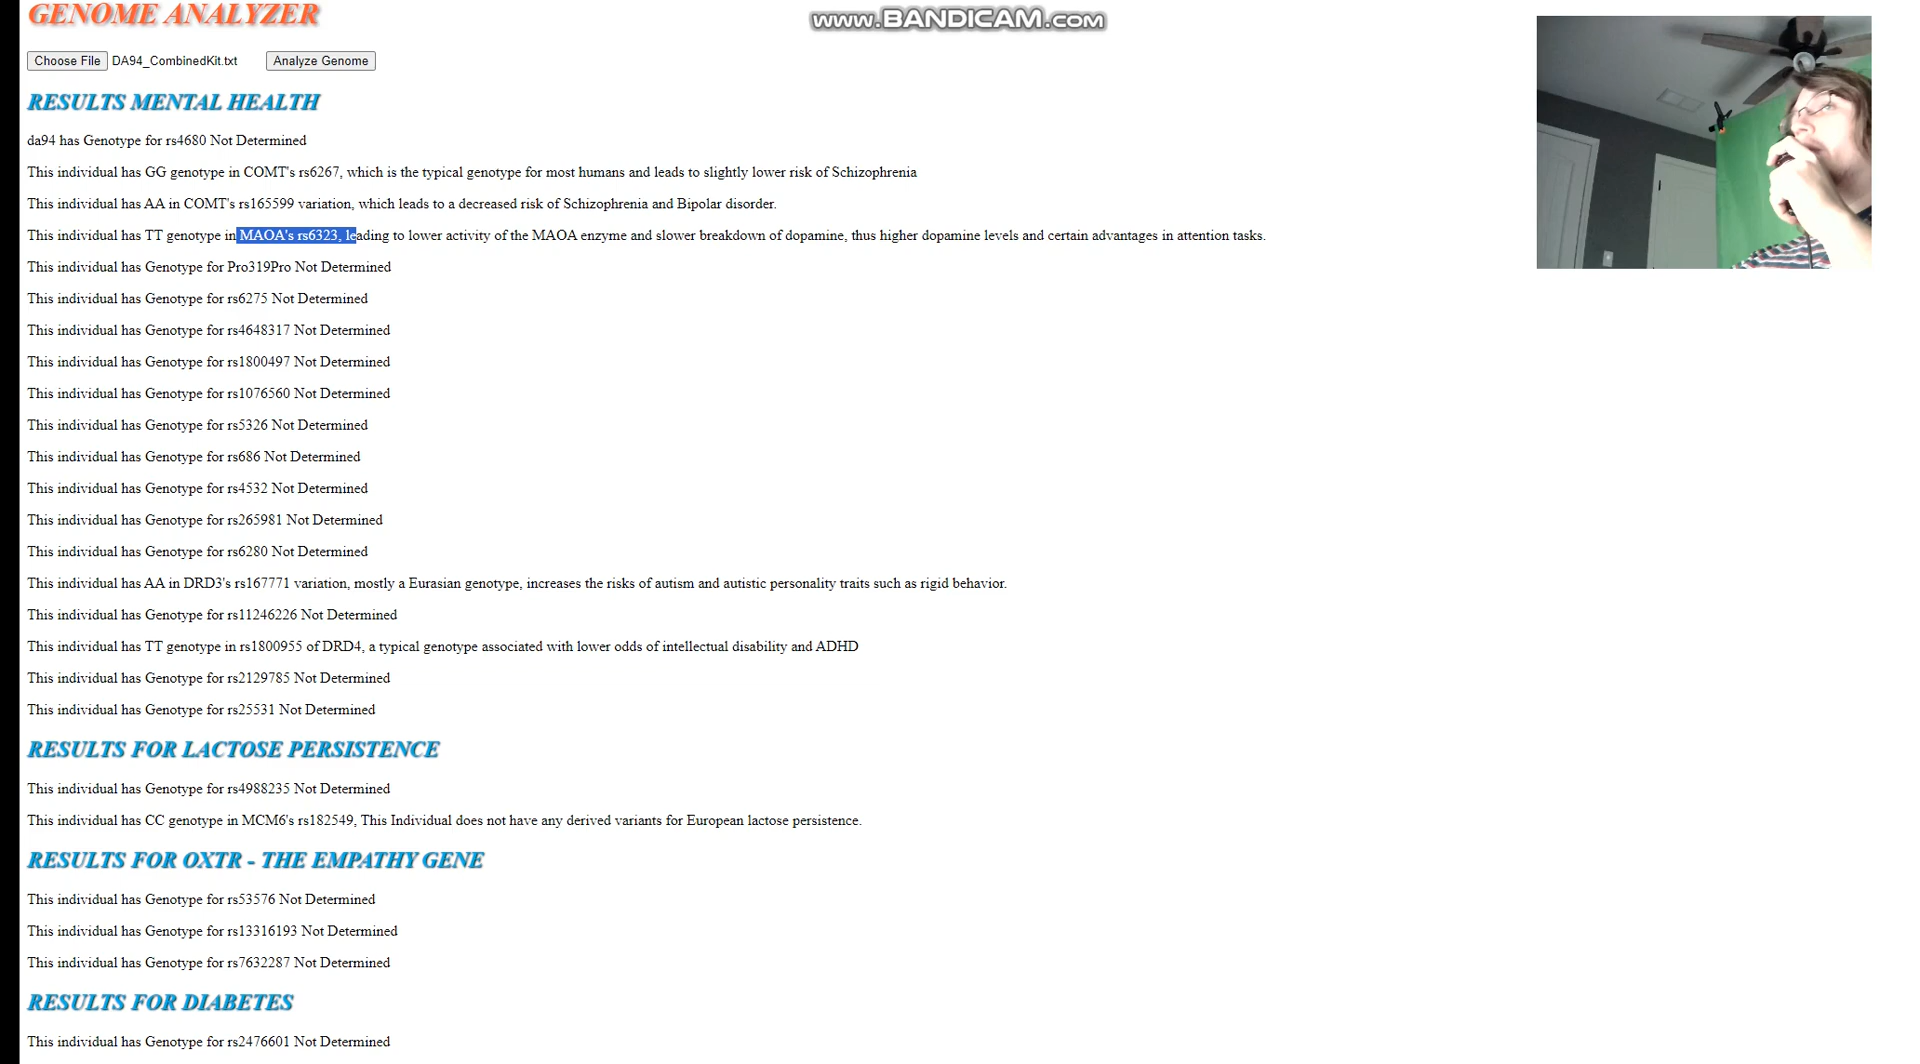 GENOME ANALYZER
www.BANDICAM.com
Choose File DA94_CombinedKit.txt Analyze Genome
RESULTS MENTAL HEALTH
da94 has Genotype for rs4680 Not Determined
This individual has GG genotype in COMT's rs6267, which is the typical genotype for most humans and leads to slightly lower risk of Schizophrenia
This individual has AA in COMT's rs165599 variation, which leads to a decreased risk of Schizophrenia and Bipolar disorder.
This individual has TT genotype in MAOA's rs6323, leading to lower activity of the MAOA enzyme and slower breakdown of dopamine, thus higher dopamine levels and certain advantages in attention tasks.
This individual has Genotype for Pro319Pro Not Determined
This individual has Genotype for rs6275 Not Determined
This individual has Genotype for rs4648317 Not Determined
This individual has Genotype for rs1800497 Not Determined
This individual has Genotype for rs1076560 Not Determined
This individual has Genotype for rs5326 Not Determined
This individual has Genotype for rs686 Not Determined
This individual has Genotype for rs4532 Not Determined
This individual has Genotype for rs265981 Not Determined
This individual has Genotype for rs6280 Not Determined
This individual has AA in DRD3's rs167771 variation, mostly a Eurasian genotype, increases the risks of autism and autistic personality traits such as rigid behavior.
This individual has Genotype for rs11246226 Not Determined
This individual has TT genotype in rs1800955 of DRD4, a typical genotype associated with lower odds of intellectual disability and ADHD
This individual has Genotype for rs2129785 Not Determined
This individual has Genotype for rs25531 Not Determined
RESULTS FOR LACTOSE PERSISTENCE
This individual has Genotype for rs4988235 Not Determined
This individual has CC genotype in MCM6's rs182549, This Individual does not have any derived variants for European lactose persistence.
RESULTS FOR OXTR - THE EMPATHY GENE
This individual has Genotype for rs53576 Not Determined
This individual has Genotype for rs13316193 Not Determined
This individual has Genotype for rs7632287 Not Determined
RESULTS FOR DIABETES
This individual has Genotype for rs2476601 Not Determined